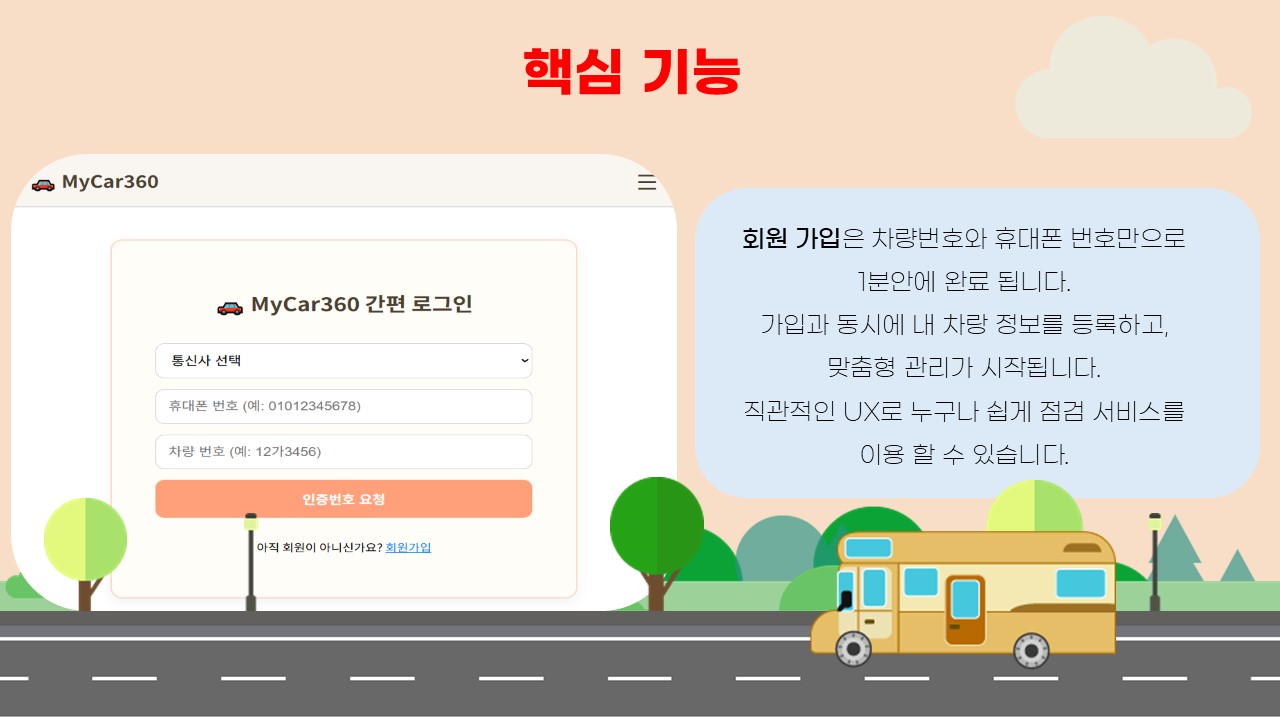 핵심 기능
MyCar360
MyCar360 간편 로그인
통신사 선택
휴대폰 번호 (예: 01012345678)
차량 번호 (예: 12가3456)
인증번호 요청
아직 회원이 아니신가요? 회원가입
회원 가입은 차량번호와 휴대폰 번호만으로
1분안에 완료 됩니다.
가입과 동시에 내 차량 정보를 등록하고,
맞춤형 관리가 시작됩니다.
직관적인 UX로 누구나 쉽게 점검 서비스를
이용 할 수 있습니다.